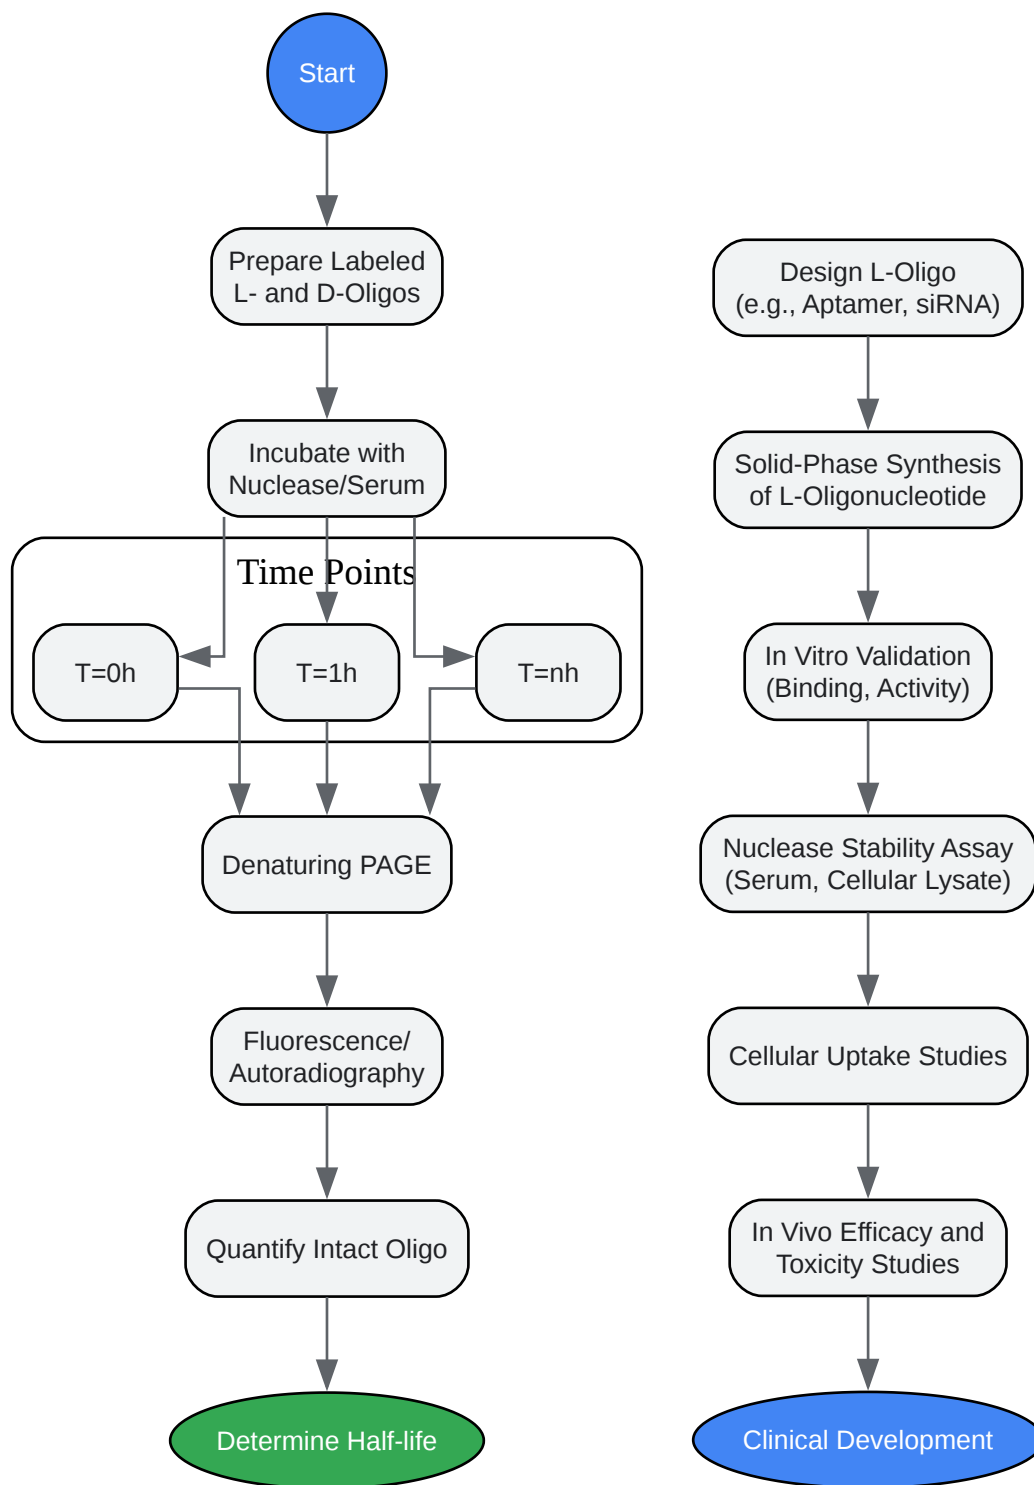 Start
Prepare Labeled
L- and D-Oligos
Incubate with
Nuclease/Serum
Time Points
T=0h
T=1h
T=nh
Denaturing PAGE
Fluorescence/
Autoradiography
Quantify Intact Oligo
Determine Half-life
Design L-Oligo
(e.g., Aptamer, siRNA)
Solid-Phase Synthesis
of L-Oligonucleotide
In Vitro Validation
(Binding, Activity)
Nuclease Stability Assay
(Serum, Cellular Lysate)
Cellular Uptake Studies
In Vivo Efficacy and
Toxicity Studies
Clinical Development